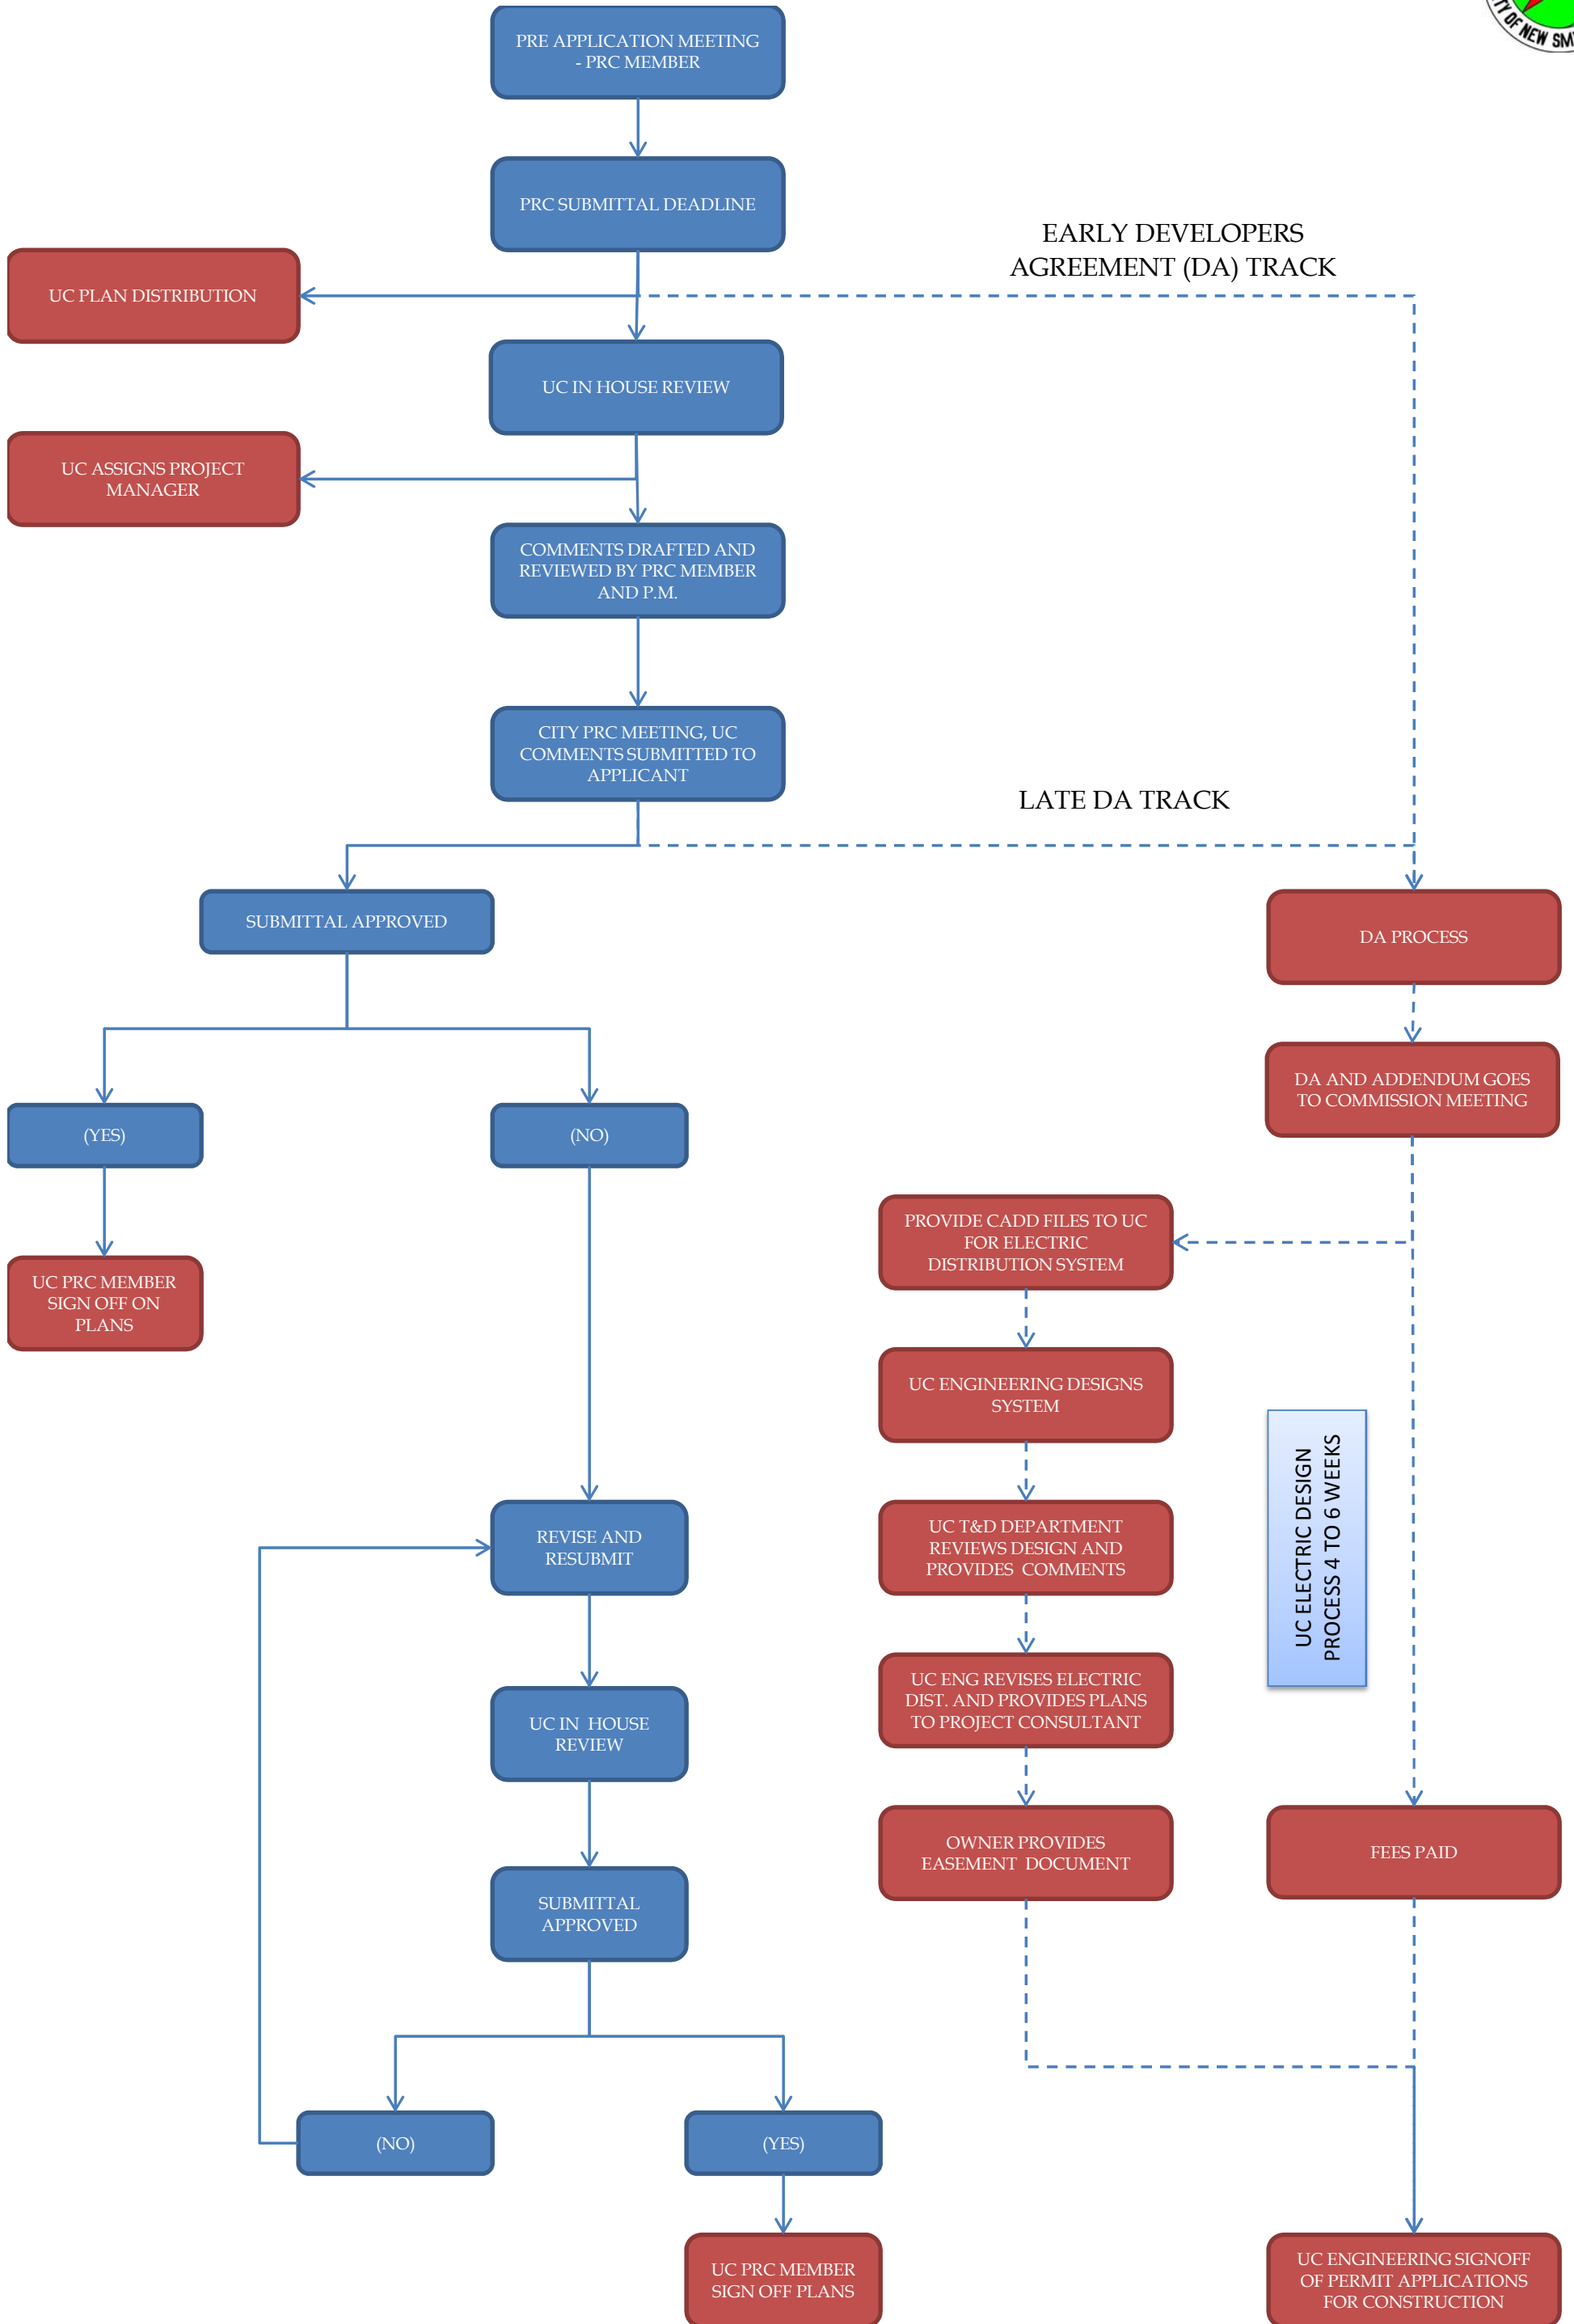 OF NEW
PRE APPLICATION MEETING
- PRC MEMBER
PRC SUBMITTAL DEADLINE
EARLY DEVELOPERS
AGREEMENT (DA) TRACK
UC PLAN DISTRIBUTION
UC IN HOUSE REVIEW
UC ASSIGNS PROJECT
MANAGER
COMMENTS DRAFTED AND
REVIEWED BY PRC MEMBER
AND P.M.
CITY PRC MEETING, UC
COMMENTS SUBMITTED TO
APPLICANT
LATE DA TRACK
SUBMITTAL APPROVED
DA PROCESS
DA AND ADDENDUM GOES
TO COMMISSION MEETING
(YES)
(NO)
UC PRC MEMBER
SIGN OFF ON
PLANS
PROVIDE CADD FILES TO UC
FOR ELECTRIC
DISTRIBUTION SYSTEM
UC ENGINEERING DESIGNS
SYSTEM
UC ELECTRIC DESIGN
PROCESS 4 TO 6 WEEKS
REVISE AND
RESUBMIT
UC T&D DEPARTMENT
REVIEWS DESIGN AND
PROVIDES COMMENTS
UC IN HOUSE
REVIEW
UC ENG REVISES ELECTRIC
DIST. AND PROVIDES PLANS
TO PROJECT CONSULTANT
SUBMITTAL
APPROVED
OWNER PROVIDES
EASEMENT DOCUMENT
FEES PAID
(NO)
(YES)
UC PRC MEMBER
SIGN OFF PLANS
UC ENGINEERING SIGNOFF
OF PERMIT APPLICATIONS
FOR CONSTRUCTION